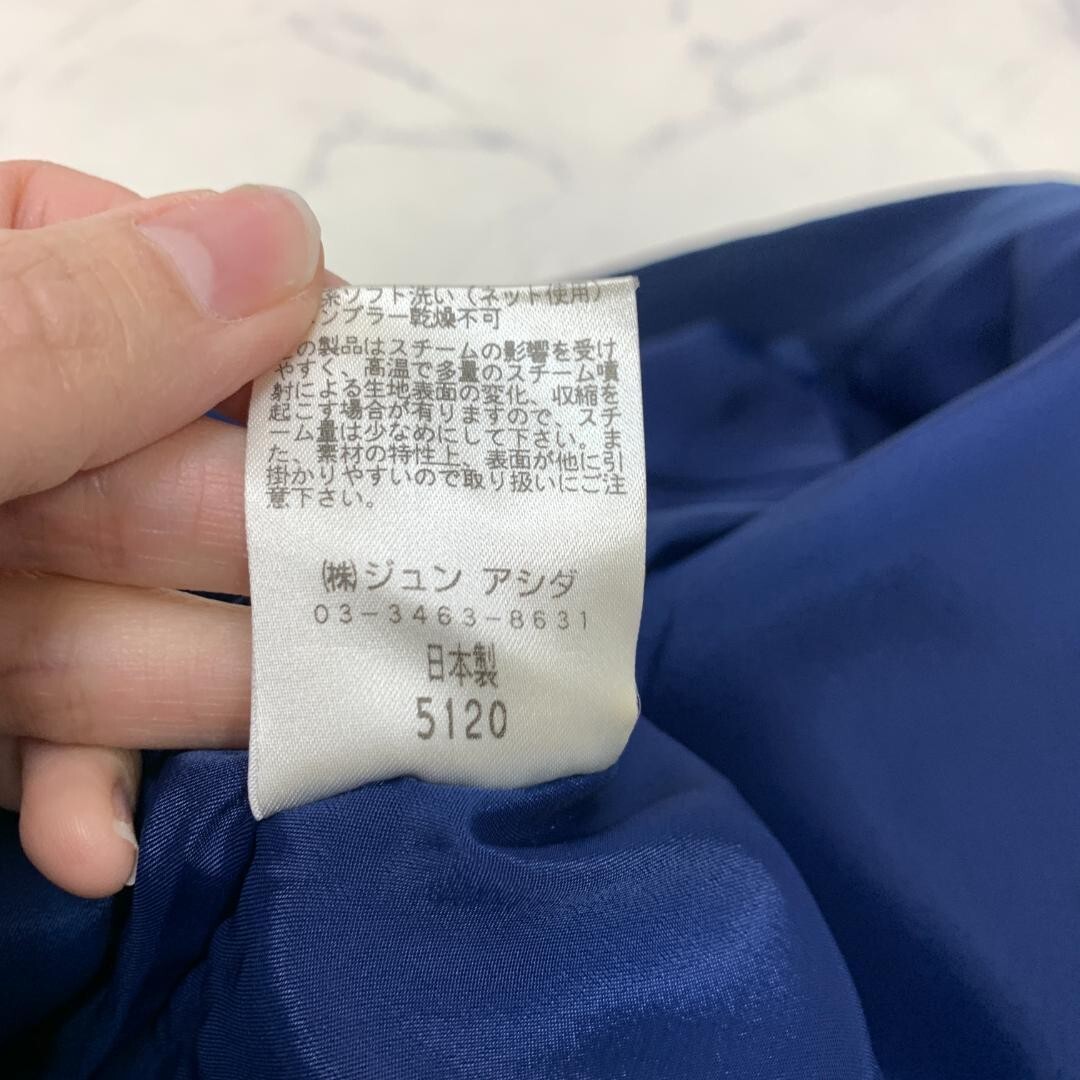 ソフト洗い(ネット使用)
ンブラー乾燥不可
の製品はスチームの影響を受け
やすく、高温で多量のスチーム噴
射による生地表面の変化、収縮を
起こす場合が有りますので、スチ
ーム量は少なめにして下さい。ま
た、素材の特性上、表面が他に引
掛かりやすいので取り扱いにご注
意下さい。
㈱ジュン アシダ
03-3463-8631
日本製
5120